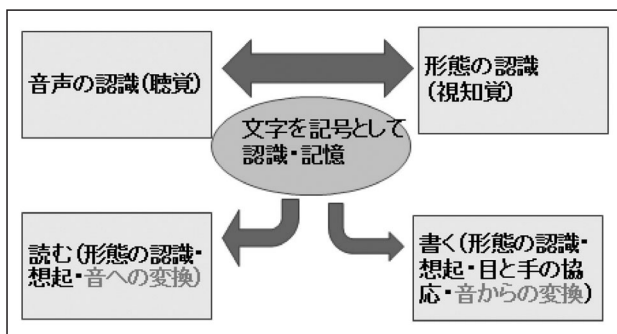 音声の認識(聴覚)
形態の認識
(視知覚)
文字を記号として
認識・記憶
読む(形態の認識・
想起・音への変換)
書く(形態の認識・
想起・目と手の協
応・音からの変換)